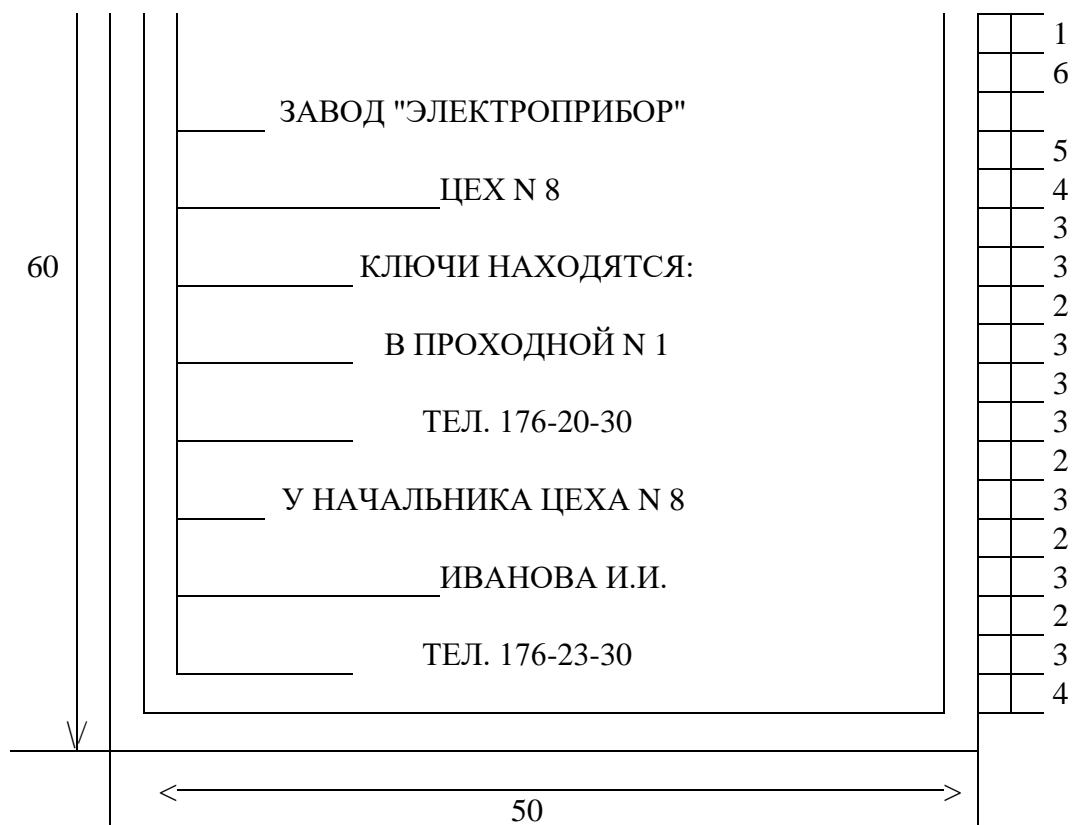 1
6
ЗАВОД "ЭЛЕКТРОПРИБОР"
5
ЦЕХ N 8 4
3
60 КЛЮЧИ НАХОДЯТСЯ: 3
2
В ПРОХОДНОЙ N 1 3
3
ТЕЛ. 176-20-30 3
2
У НАЧАЛЬНИКА ЦЕХА N 8 3
2
ИВАНОВА И.И. 3
2
ТЕЛ. 176-23-30 3
4
50